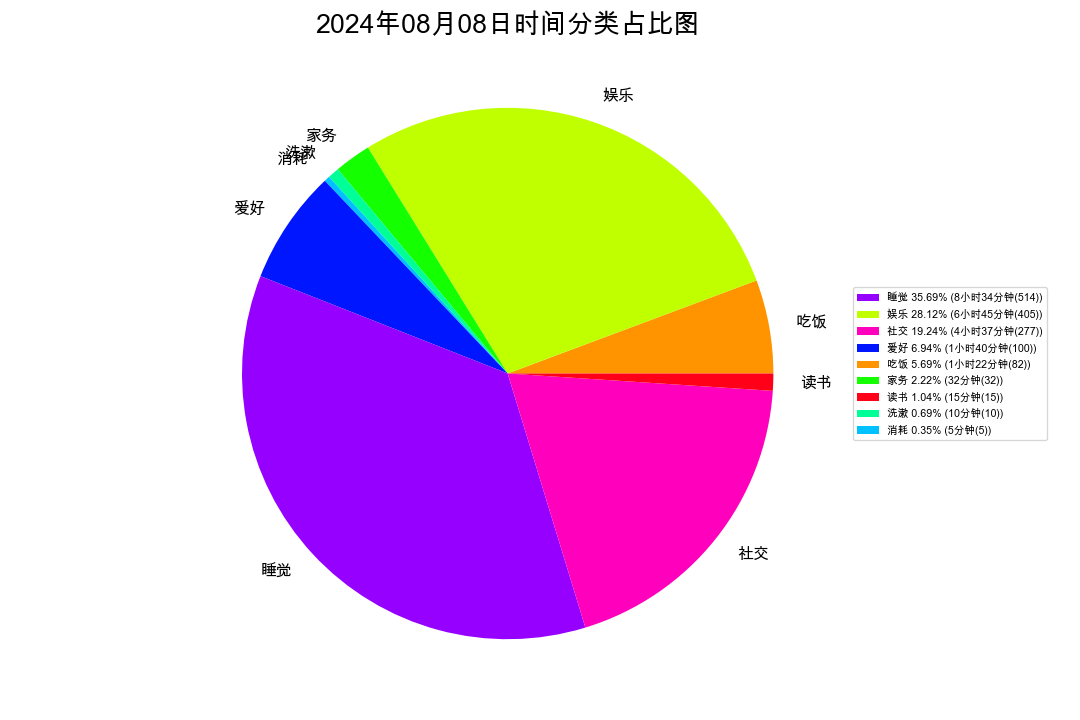 2024年08月08日时间分类占比图
娱乐
家务
洗漱
消耗
爱好
吃饭
读书
睡觉
社交
睡觉 35.69% (8小时34分钟(514))
娱乐 28.12% (6小时45分钟(405))
社交 19.24% (4小时37分钟(277))
爱好 6.94% (1小时40分钟(100))
吃饭 5.69% (1小时22分钟(82))
家务 2.22% (32分钟(32))
读书 1.04% (15分钟(15))
洗漱 0.69% (10分钟(10))
消耗 0.35% (5分钟(5))